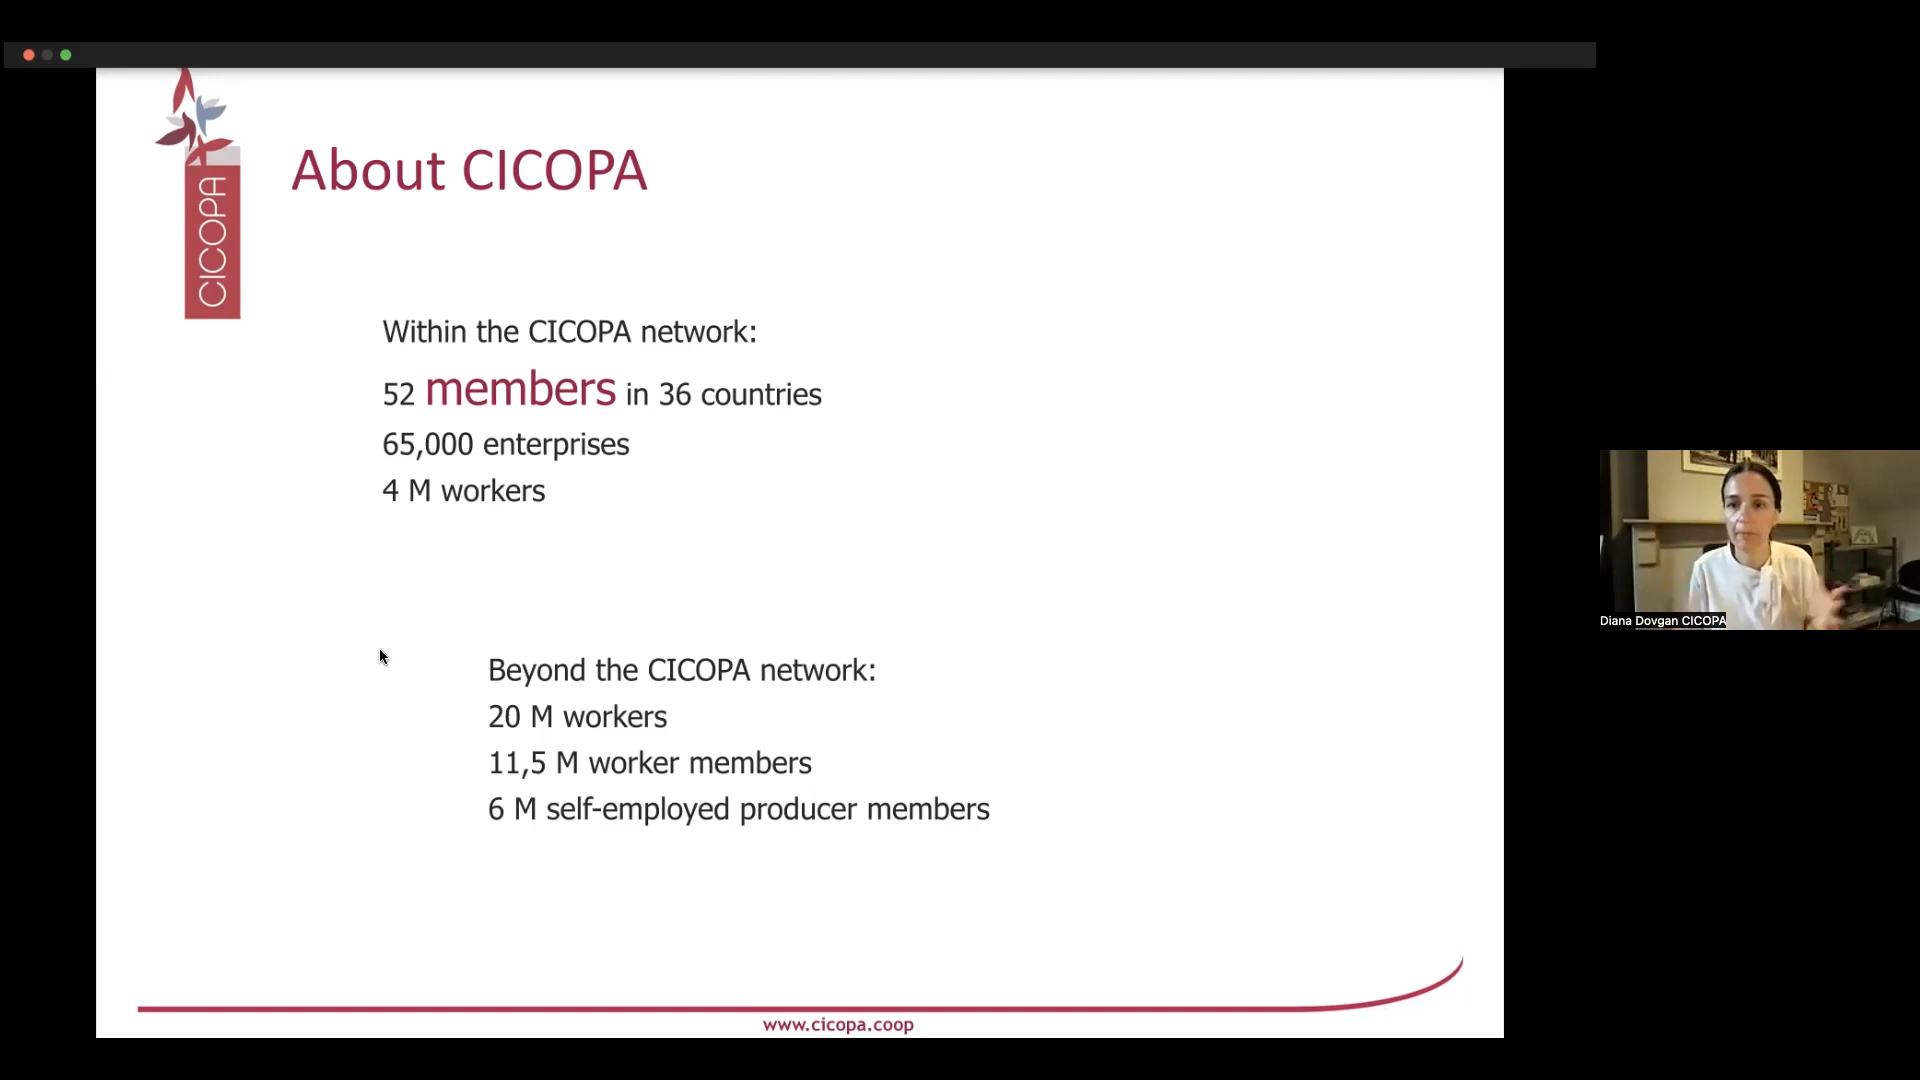 CICOPA
About CICOPA
Within the CICOPA network:
52 members in 36 countries
65,000 enterprises
4 M workers
Beyond the CICOPA network:
20 M workers
11,5 M worker members
6 M self-employed producer members
www.cicopa.coop
Diana Dovgan CICOPA